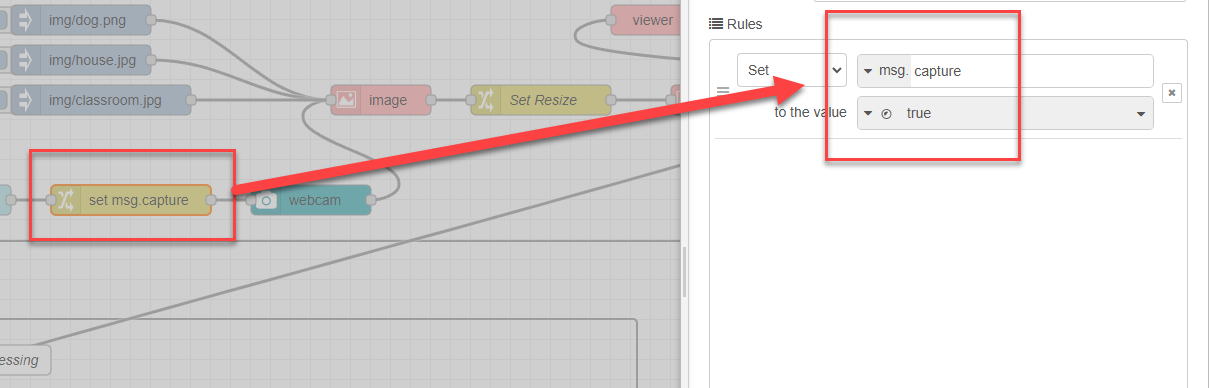 img/dog.png
img/house.jpg
img/classroom.jpg
image
Set Resize
viewer
set msg.capture
webcam
essing
Rules
Set
msg. capture
to the value
true